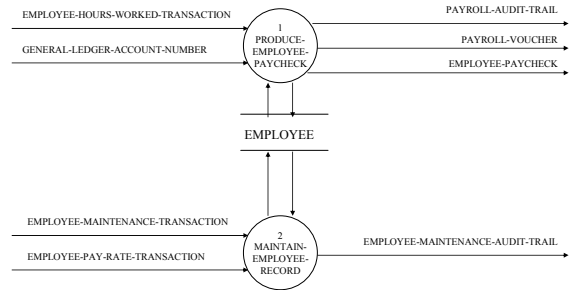 EMPLOYEE-HOURS-WORKED-TRANSACTION
GENERAL-LEDGER-ACCOUNT-NUMBER
1
PRODUCE-
EMPLOYEE-
PAYCHECK
PAYROLL-AUDIT-TRAIL
PAYROLL-VOUCHER
EMPLOYEE-PAYCHECK
EMPLOYEE
EMPLOYEE-MAINTENANCE-TRANSACTION
EMPLOYEE-PAY-RATE-TRANSACTION
2
MAINTAIN-
EMPLOYEE-
RECORD
EMPLOYEE-MAINTENANCE-AUDIT-TRAIL